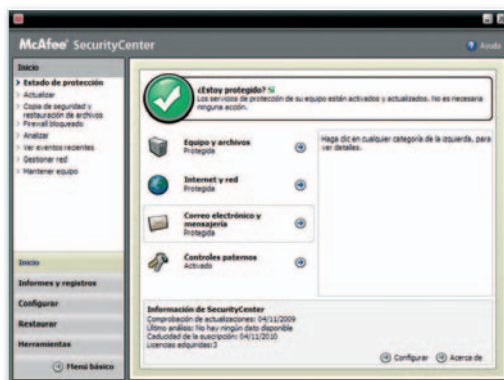 McAfee® SecurityCenter
Ayuda
Inicio
Estado de protección
Actualizar
Copia de seguridad y
restauración de archivos
Firewall bloqueado
Analizar
Ver eventos recientes
Gestionar red
Mantener equipo
Inicio
Informes y registros
Configurar
Restaurar
Herramientas
Menú básico
¿Estoy protegido? Sí
Los servicios de protección de su equipo están activados y actualizados. No es necesaria
ninguna acción.
Equipo y archivos
Protegida
Internet y red
Protegida
Correo electrónico y
mensajería
Protegida
Controles paternos
Activado
Haga clic en cualquier categoría de la izquierda, para
ver detalles.
Información de SecurityCenter
Comprobación de actualizaciones: 04/11/2009
Último análisis: No hay ningún dato disponible
Caducidad de la suscripción: 04/11/2010
Licencias adquiridas:3
Configurar
Acerca de